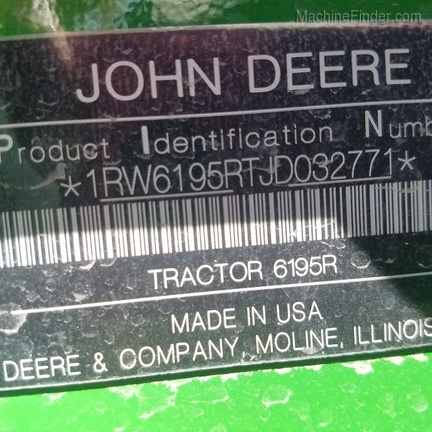 MachineFinder.com
JOHN DEERE
Product Identification Numb
*1RW6195RTJD032771*
TRACTOR 6195R
MADE IN USA
DEERE & COMPANY, MOLINE, ILLINOIS